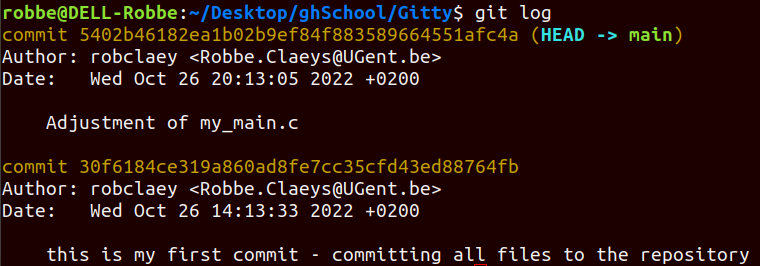 robbe@DELL-Robbe:~/Desktop/ghSchool/Gitty$ git log
commit 5402b46182ea1b02b9ef84f883589664551afc4a (HEAD -> main)
Author: robclaey <Robbe.Claeys@UGent.be>
Date:   Wed Oct 26 20:13:05 2022 +0200
    Adjustment of my_main.c
commit 30f6184ce319a860ad8fe7cc35cfd43ed88764fb
Author: robclaey <Robbe.Claeys@UGent.be>
Date:   Wed Oct 26 14:13:33 2022 +0200
    this is my first commit - committing all files to the repository